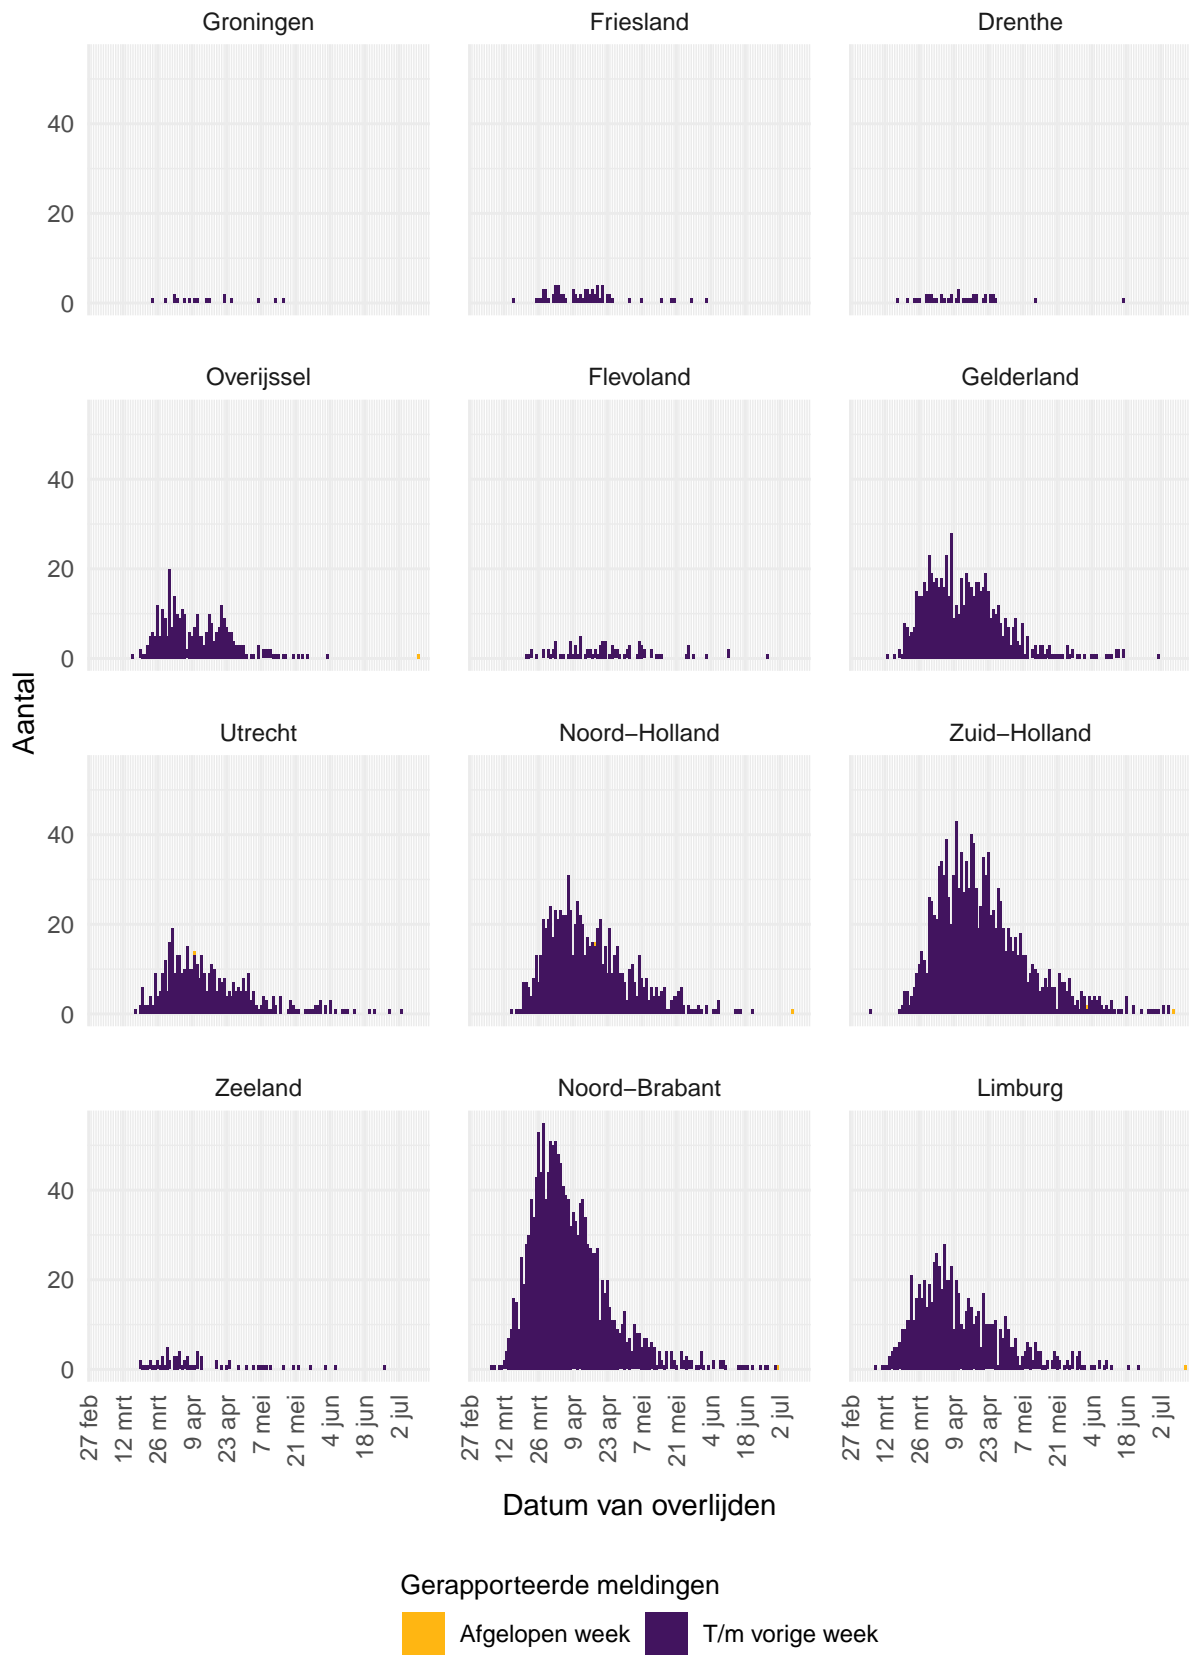 Groningen Friesland Drenthe
40
20
0
Overijssel Flevoland Gelderland
40
20
0
Aantal
Utrecht Noord−Holland Zuid−Holland
40
20
0
Zeeland Noord−Brabant Limburg
40
20
0
27 feb 12 mrt 26 mrt 9 apr 23 apr 7 mei 21 mei 4 jun 18 jun 2 jul 27 feb 12 mrt 26 mrt 9 apr 23 apr 7 mei 21 mei 4 jun 18 jun 2 jul 27 feb 12 mrt 26 mrt 9 apr 23 apr 7 mei 21 mei 4 jun 18 jun 2 jul
Datum van overlijden
Gerapporteerde meldingen
Afgelopen week T/m vorige week